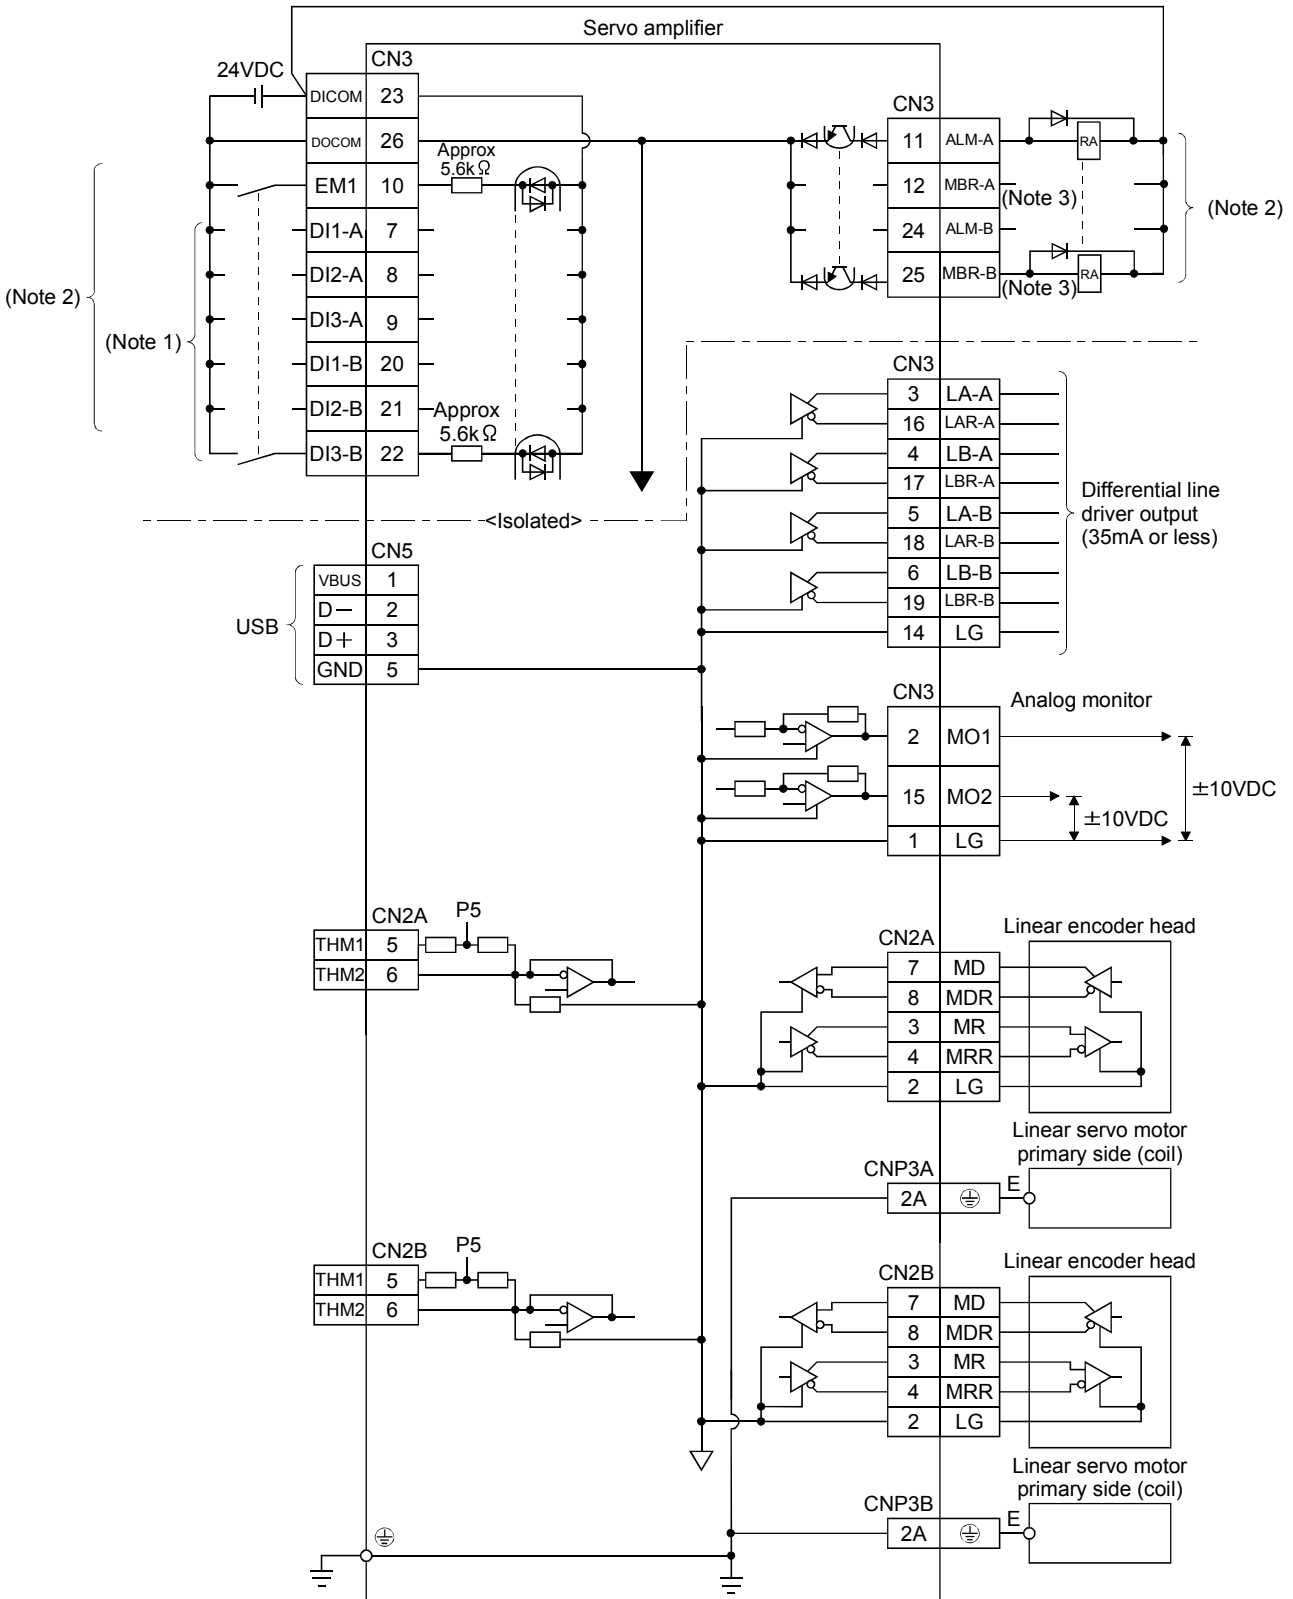 Servo amplifier
CN3
24VDC
DICOM 23
DOCOM 26
Approx
5.6kΩ
EM1 10
DI1-A 7
DI2-A 8
DI3-A 9
DI1-B 20
DI2-B 21
Approx
5.6kΩ
DI3-B 22
(Note 2)
(Note 1)
CN3
11 ALM-A RA
12 MBR-A (Note 3)
24 ALM-B
25 MBR-B (Note 3) RA
(Note 2)
<Isolated>
CN3
3 LA-A
16 LAR-A
4 LB-A
17 LBR-A
5 LA-B
18 LAR-B
6 LB-B
19 LBR-B
14 LG
Differential line
driver output
(35mA or less)
CN5
VBUS 1
D− 2
D+ 3
GND 5
USB
CN3
Analog monitor
2 MO1
15 MO2
1 LG
±10VDC
±10VDC
CN2A P5
THM1 5
THM2 6
CN2A
Linear encoder head
7 MD
8 MDR
3 MR
4 MRR
2 LG
Linear servo motor
primary side (coil)
CNP3A
2A E
CN2B P5
THM1 5
THM2 6
CN2B
Linear encoder head
7 MD
8 MDR
3 MR
4 MRR
2 LG
Linear servo motor
primary side (coil)
CNP3B
2A E